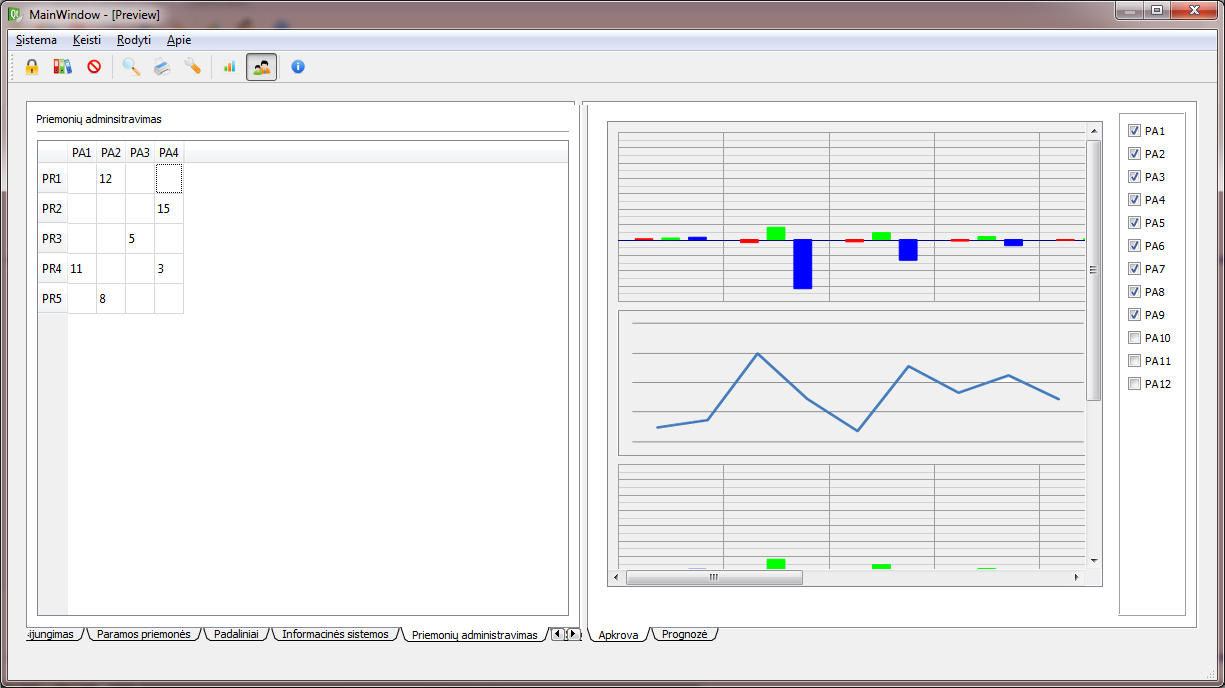 MainWindow - [Preview]
Sistema Keisti Rodyti Apie
Priemonių adminsitravimas
PA1 PA2 PA3 PA4
PR1 12
PR2 15
PR3 5
PR4 11 3
PR5 8
PA1
PA2
PA3
PA4
PA5
PA6
PA7
PA8
PA9
PA10
PA11
PA12
ijungimas Paramos priemonės Padaliniai Informacinės sistemos Priemonių administravimas
Apkrova Prognozė